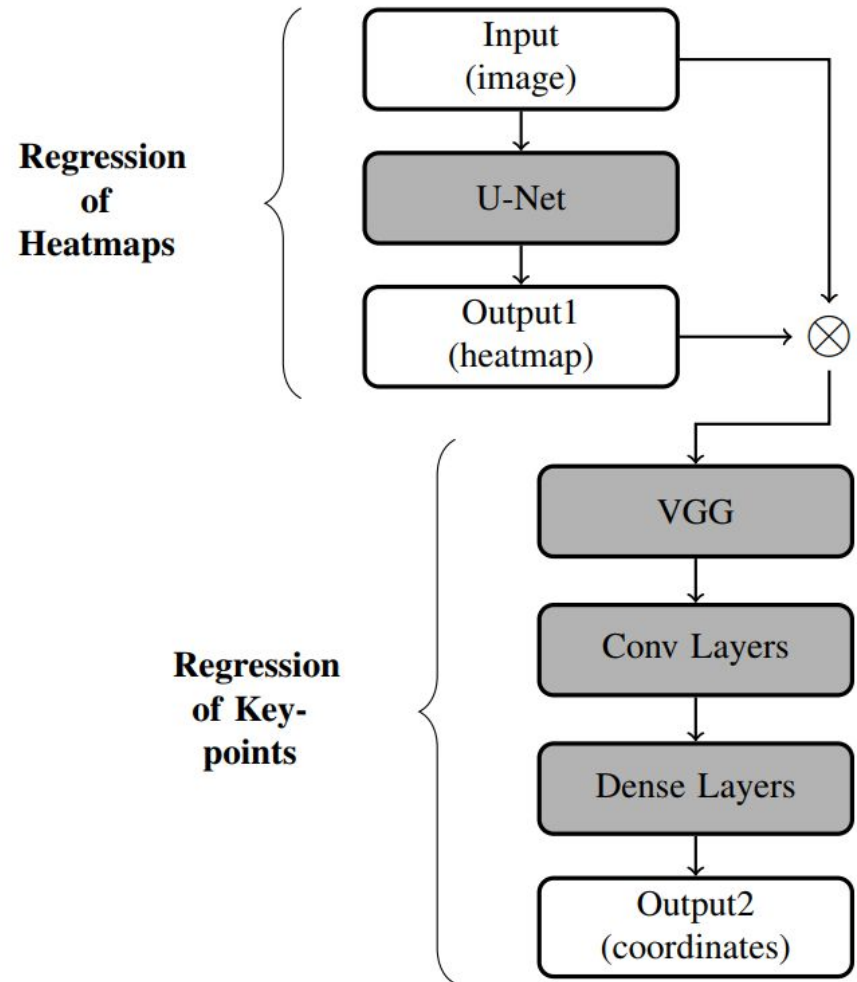 Input
(image)
Regression
of
Heatmaps
U-Net
Output1
(heatmap)
VGG
Conv Layers
Regression
of Key-
points
Dense Layers
Output2
(coordinates)